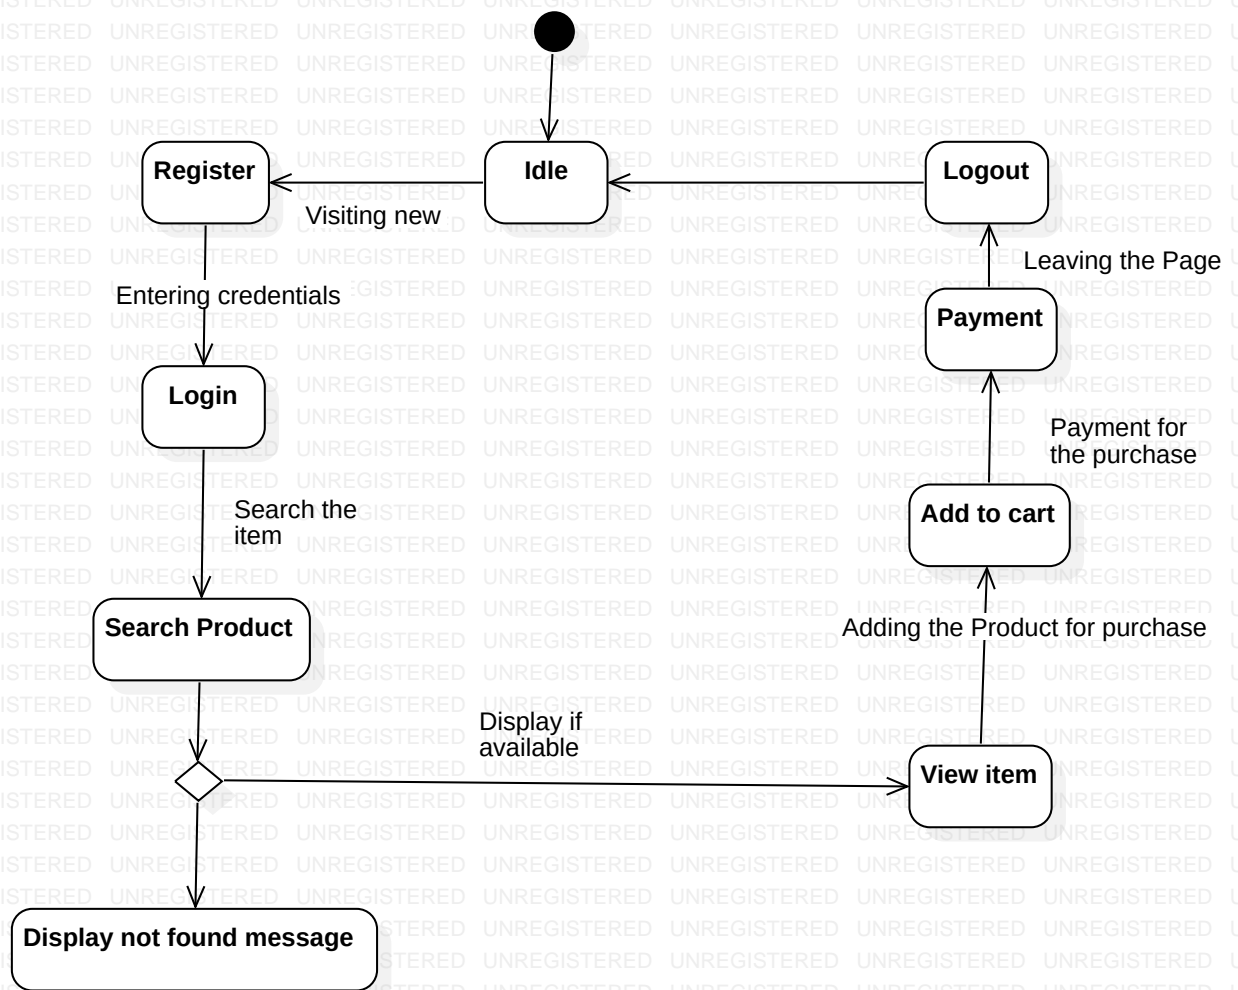 Register
Idle
Logout
Visiting new
Leaving the Page
Entering credentials
Payment
Login
Payment for
the purchase
Search the
item
Add to cart
Search Product
Adding the Product for purchase
Display if
available
View item
Display not found message
UNREGISTERED